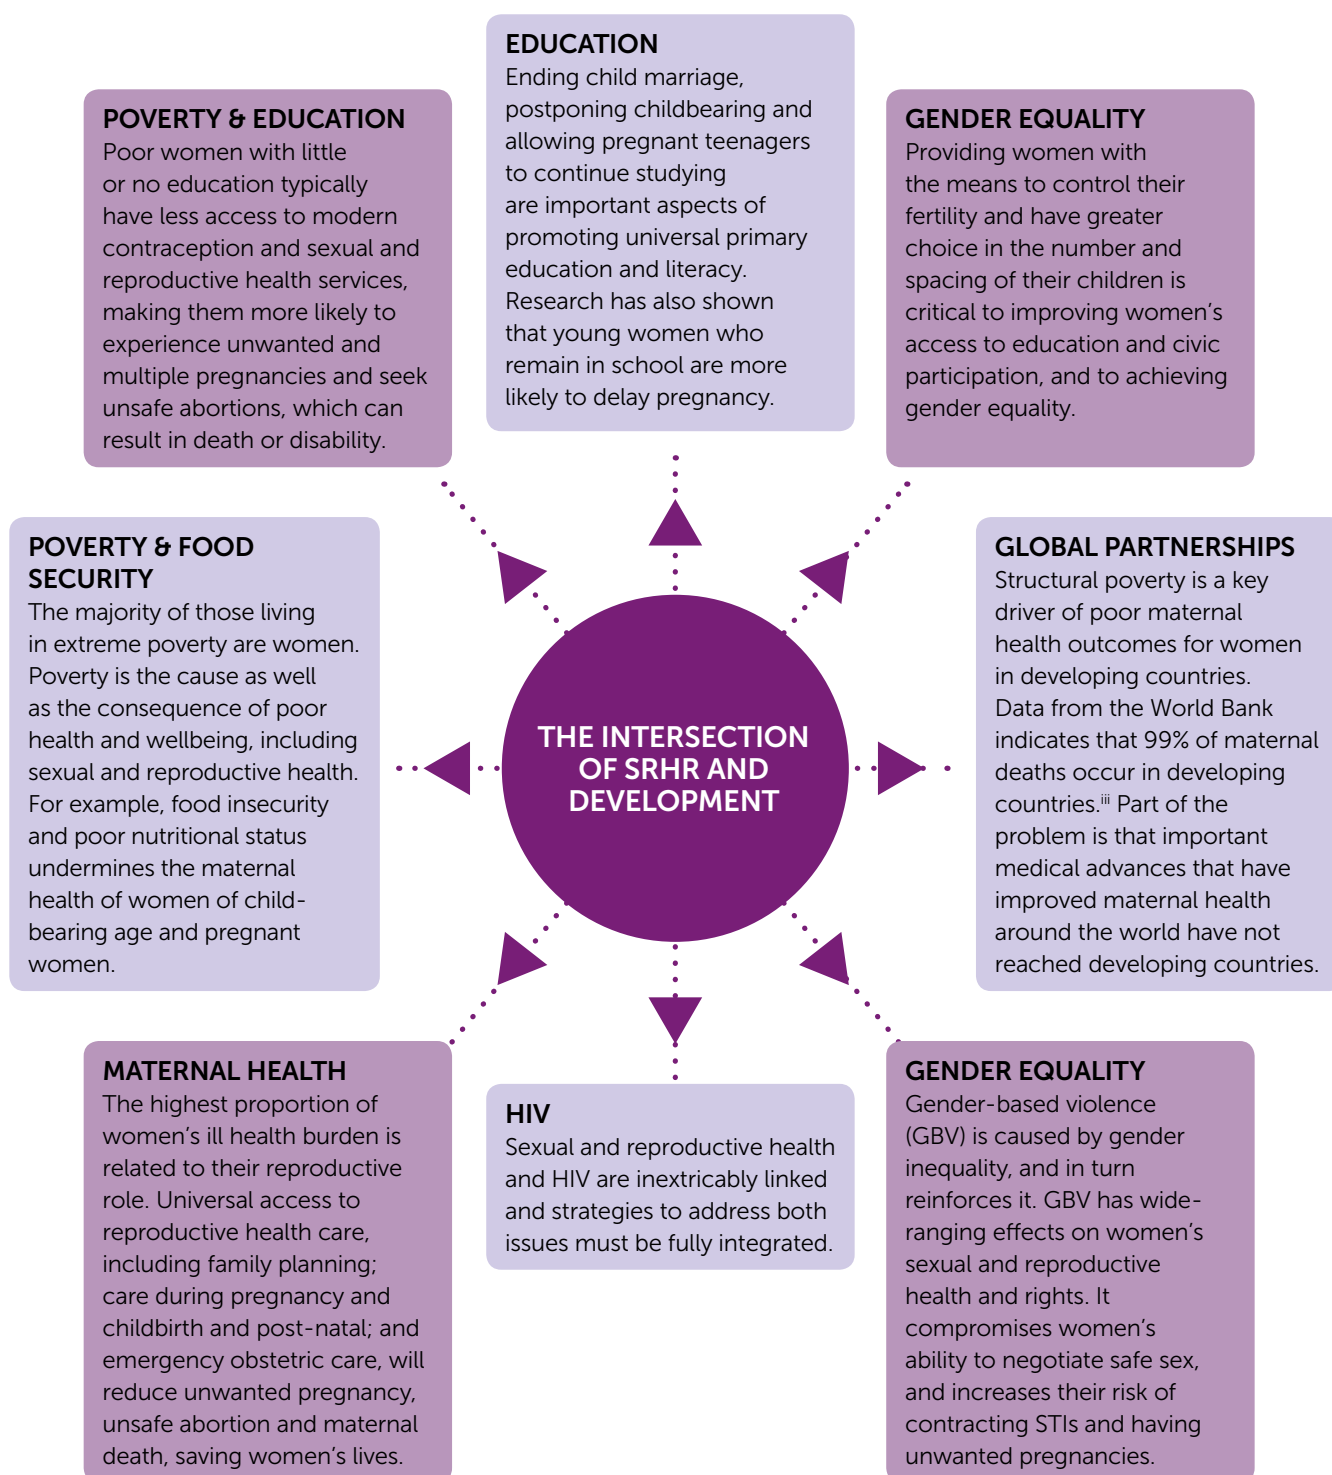 EDUCATION
Ending child marriage,
postponing childbearing and
allowing pregnant teenagers
to continue studying
are important aspects of
promoting universal primary
education and literacy.
Research has also shown
that young women who
remain in school are more
likely to delay pregnancy.
POVERTY & EDUCATION
Poor women with little
or no education typically
have less access to modern
contraception and sexual and
reproductive health services,
making them more likely to
experience unwanted and
multiple pregnancies and seek
unsafe abortions, which can
result in death or disability.
GENDER EQUALITY
Providing women with
the means to control their
fertility and have greater
choice in the number and
spacing of their children is
critical to improving women’s
access to education and civic
participation, and to achieving
gender equality.
POVERTY & FOOD
SECURITY
The majority of those living
in extreme poverty are women.
Poverty is the cause as well
as the consequence of poor
health and wellbeing, including
sexual and reproductive health.
For example, food insecurity
and poor nutritional status
undermines the maternal
health of women of child-
bearing age and pregnant
women.
THE INTERSECTION
OF SRHR AND
DEVELOPMENT
GLOBAL PARTNERSHIPS
Structural poverty is a key
driver of poor maternal
health outcomes for women
in developing countries.
Data from the World Bank
indicates that 99% of maternal
deaths occur in developing
countries.iii Part of the
problem is that important
medical advances that have
improved maternal health
around the world have not
reached developing countries.
MATERNAL HEALTH
The highest proportion of
women’s ill health burden is
related to their reproductive
role. Universal access to
reproductive health care,
including family planning;
care during pregnancy and
childbirth and post-natal; and
emergency obstetric care, will
reduce unwanted pregnancy,
unsafe abortion and maternal
death, saving women’s lives.
HIV
Sexual and reproductive health
and HIV are inextricably linked
and strategies to address both
issues must be fully integrated.
GENDER EQUALITY
Gender-based violence
(GBV) is caused by gender
inequality, and in turn
reinforces it. GBV has wide-
ranging effects on women’s
sexual and reproductive
health and rights. It
compromises women’s
ability to negotiate safe sex,
and increases their risk of
contracting STIs and having
unwanted pregnancies.